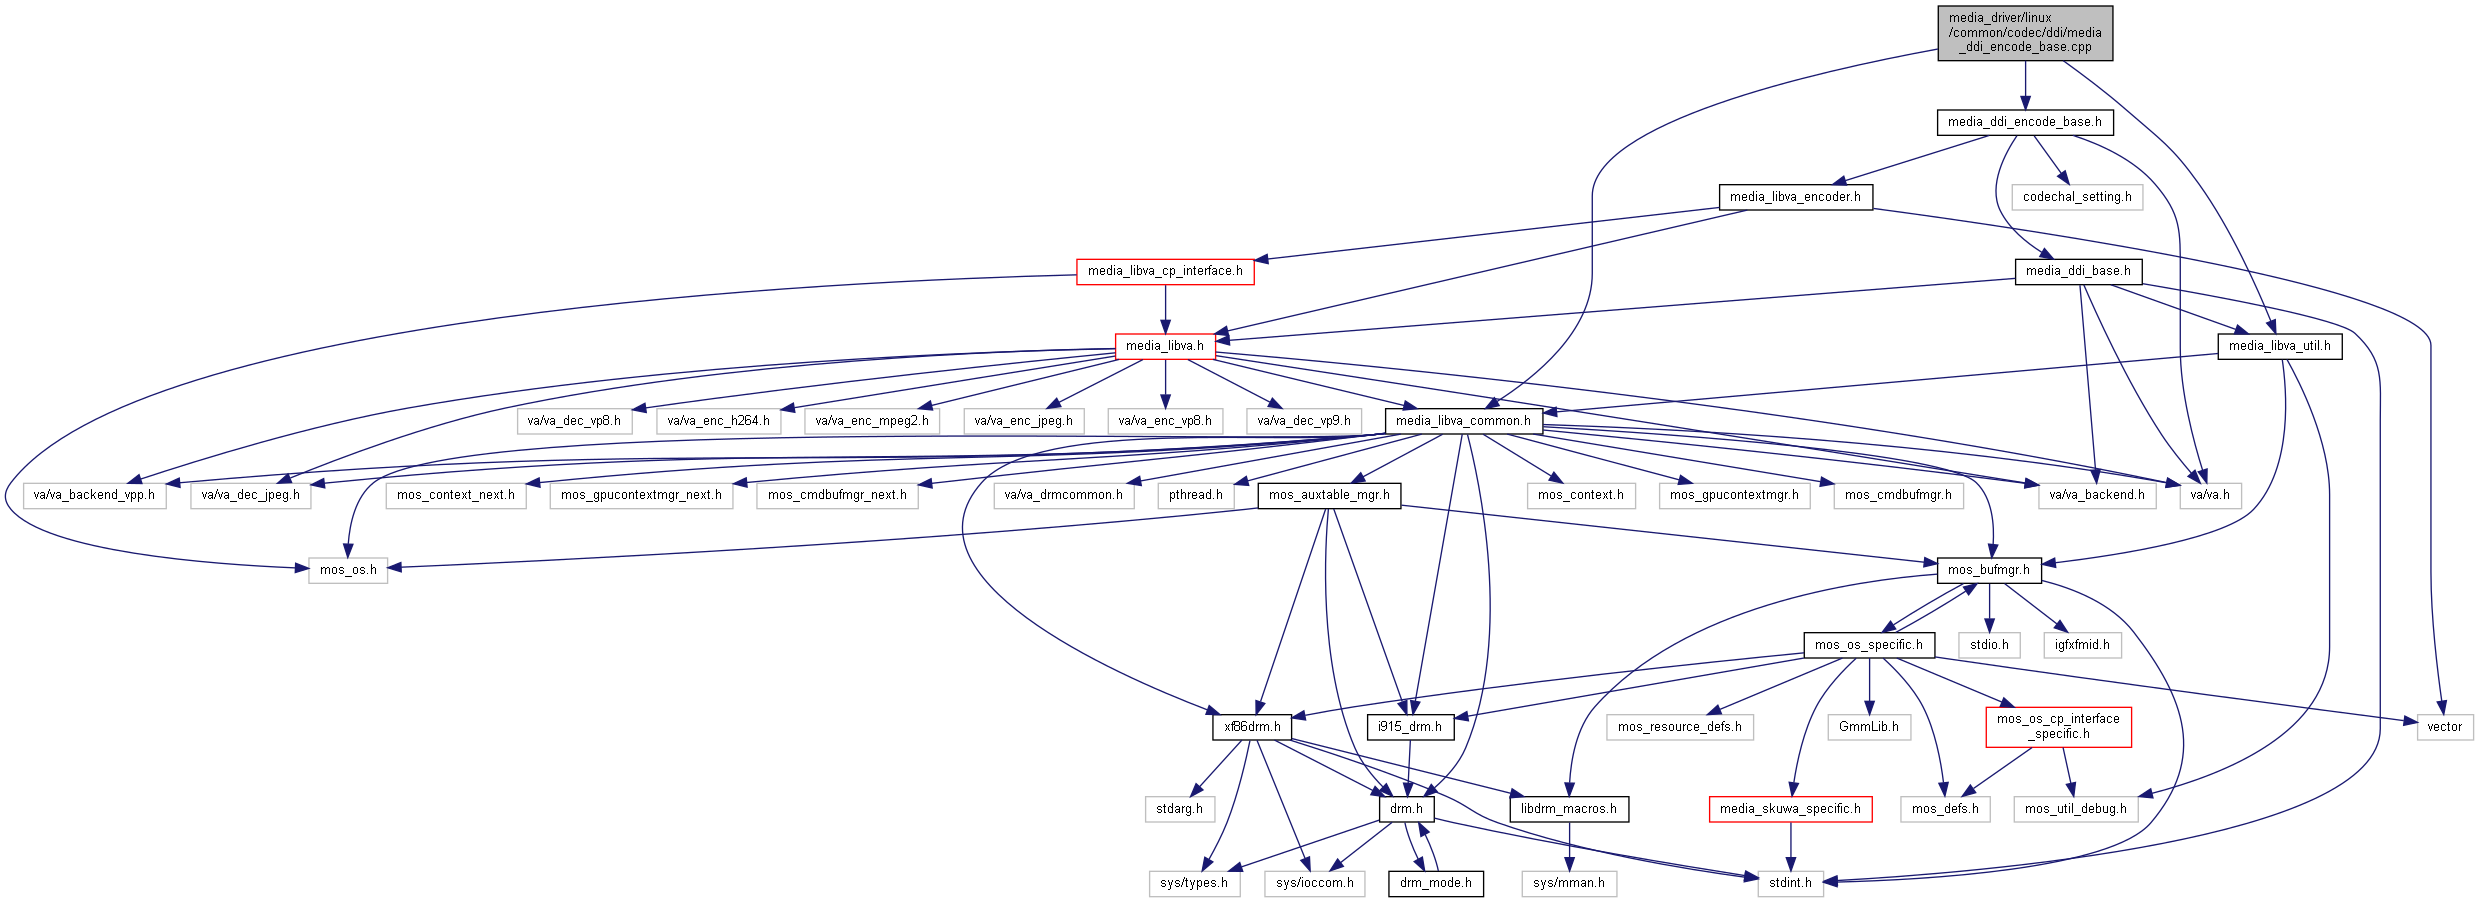 media_driver/linux
/common/codec/ddi/media
_ddi_encode_base.cpp
media_ddi_encode_base.h
media_libva_encoder.h
codechal_setting.h
media_libva_cp_interface.h
media_ddi_base.h
media_libva.h
media_libva_util.h
va/va_dec_vp8.h
va/va_enc_h264.h
va/va_enc_mpeg2.h
va/va_enc_jpeg.h
va/va_enc_vp8.h
va/va_dec_vp9.h
media_libva_common.h
va/va_backend_vpp.h
va/va_dec_jpeg.h
mos_context_next.h
mos_gpucontextmgr_next.h
mos_cmdbufmgr_next.h
va/va_drmcommon.h
pthread.h
mos_auxtable_mgr.h
mos_context.h
mos_gpucontextmgr.h
mos_cmdbufmgr.h
va/va_backend.h
va/va.h
mos_os.h
mos_bufmgr.h
mos_os_specific.h
stdio.h
igfxfmid.h
xf86drm.h
i915_drm.h
mos_resource_defs.h
GmmLib.h
mos_os_cp_interface
_specific.h
vector
stdarg.h
drm.h
libdrm_macros.h
media_skuwa_specific.h
mos_defs.h
mos_util_debug.h
sys/types.h
sys/ioccom.h
drm_mode.h
sys/mman.h
stdint.h